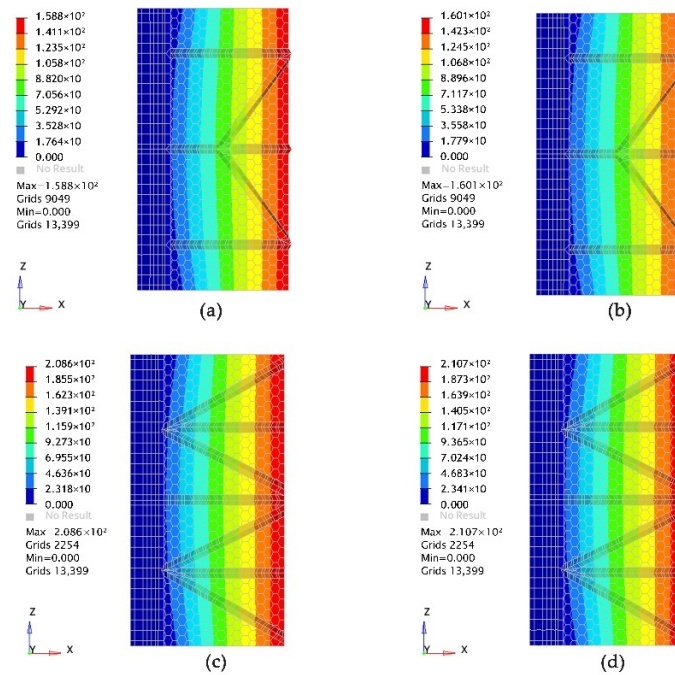 1.588×10²
1.411×10²
1.235×10²
1.058×10²
8.820×10
7.056×10
5.292×10
3.528×10
1.764×10
0.000
No Result
Max=1.588×10²
Grids 9049
Min=0.000
Grids 13,399
Z
Y
X
(a)
1.601×10²
1.423×10²
1.245×10²
1.068×10²
8.896×10
7.117×10
5.338×10
3.558×10
1.779×10
0.000
No Result
Max=1.601×10²
Grids 9049
Min=0.000
Grids 13,399
Z
Y
X
(b)
2.086×10²
1.855×10²
1.623×10²
1.391×10²
1.159×10²
9.273×10
6.955×10
4.636×10
2.318×10
0.000
No Result
Max 2.086×10²
Grids 2254
Min=0.000
Grids 13,399
Z
Y
X
(c)
2.107×10²
1.873×10²
1.639×10²
1.405×10²
1.171×10²
9.365×10
7.024×10
4.683×10
2.341×10
0.000
No Result
Max 2.107×10²
Grids 2254
Min=0.000
Grids 13,399
Z
Y
X
(d)